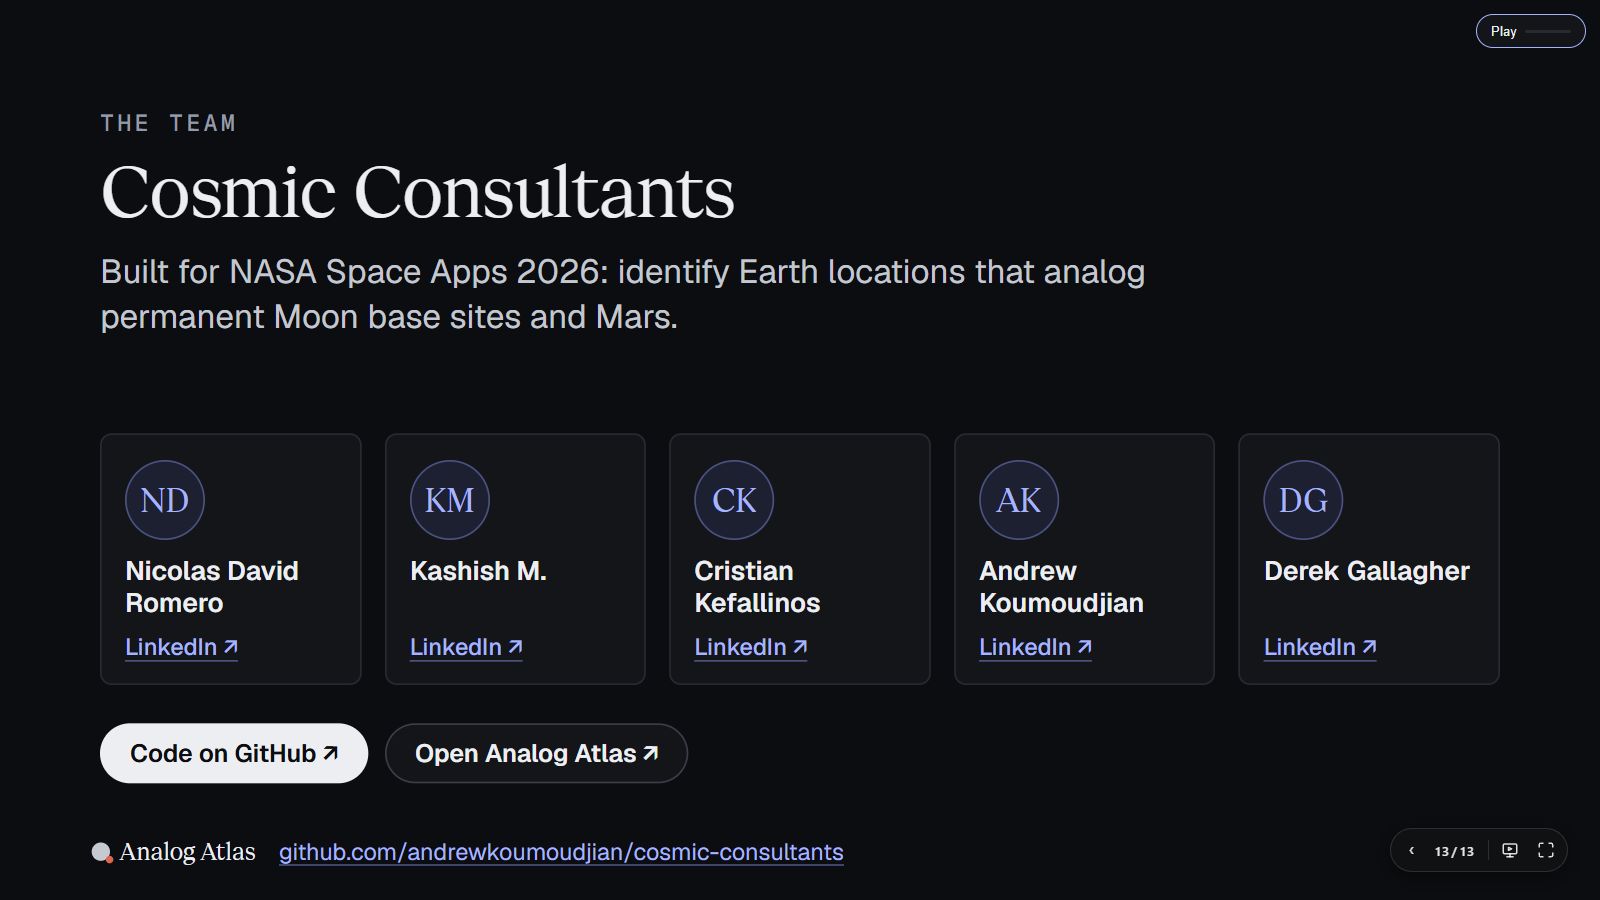 Play
THE TEAM
Cosmic Consultants
Built for NASA Space Apps 2026: identify Earth locations that analog
permanent Moon base sites and Mars.
ND
Nicolas David
Romero
LinkedIn ↗
KM
Kashish M.
LinkedIn ↗
CK
Cristian
Kefallinos
LinkedIn ↗
AK
Andrew
Koumoudjian
LinkedIn ↗
DG
Derek Gallagher
LinkedIn ↗
Code on GitHub ↗
Open Analog Atlas ↗
Analog Atlas
github.com/andrewkoumoudjian/cosmic-consultants
‹ 13/13